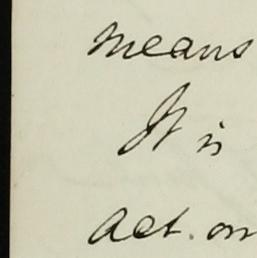 means
It is
act. on